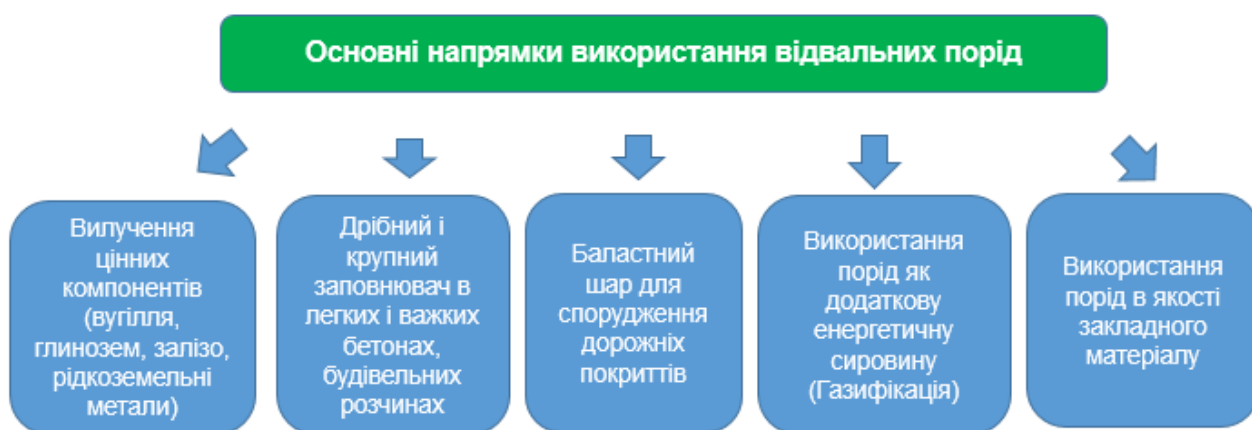 Основні напрямки використання відвальних порід
Вилучення
цінних
компонентів
(вугілля,
глинозем, залізо,
рідкоземельні
метали)
Дрібний і
крупний
заповнювач в
легких і важких
бетонах,
будівельних
розчинах
Баластний
шар для
спорудження
дорожніх
покриттів
Використання
порід як
додаткову
енергетичну
сировину
(Газифікація)
Використання
порід в якості
закладного
матеріалу